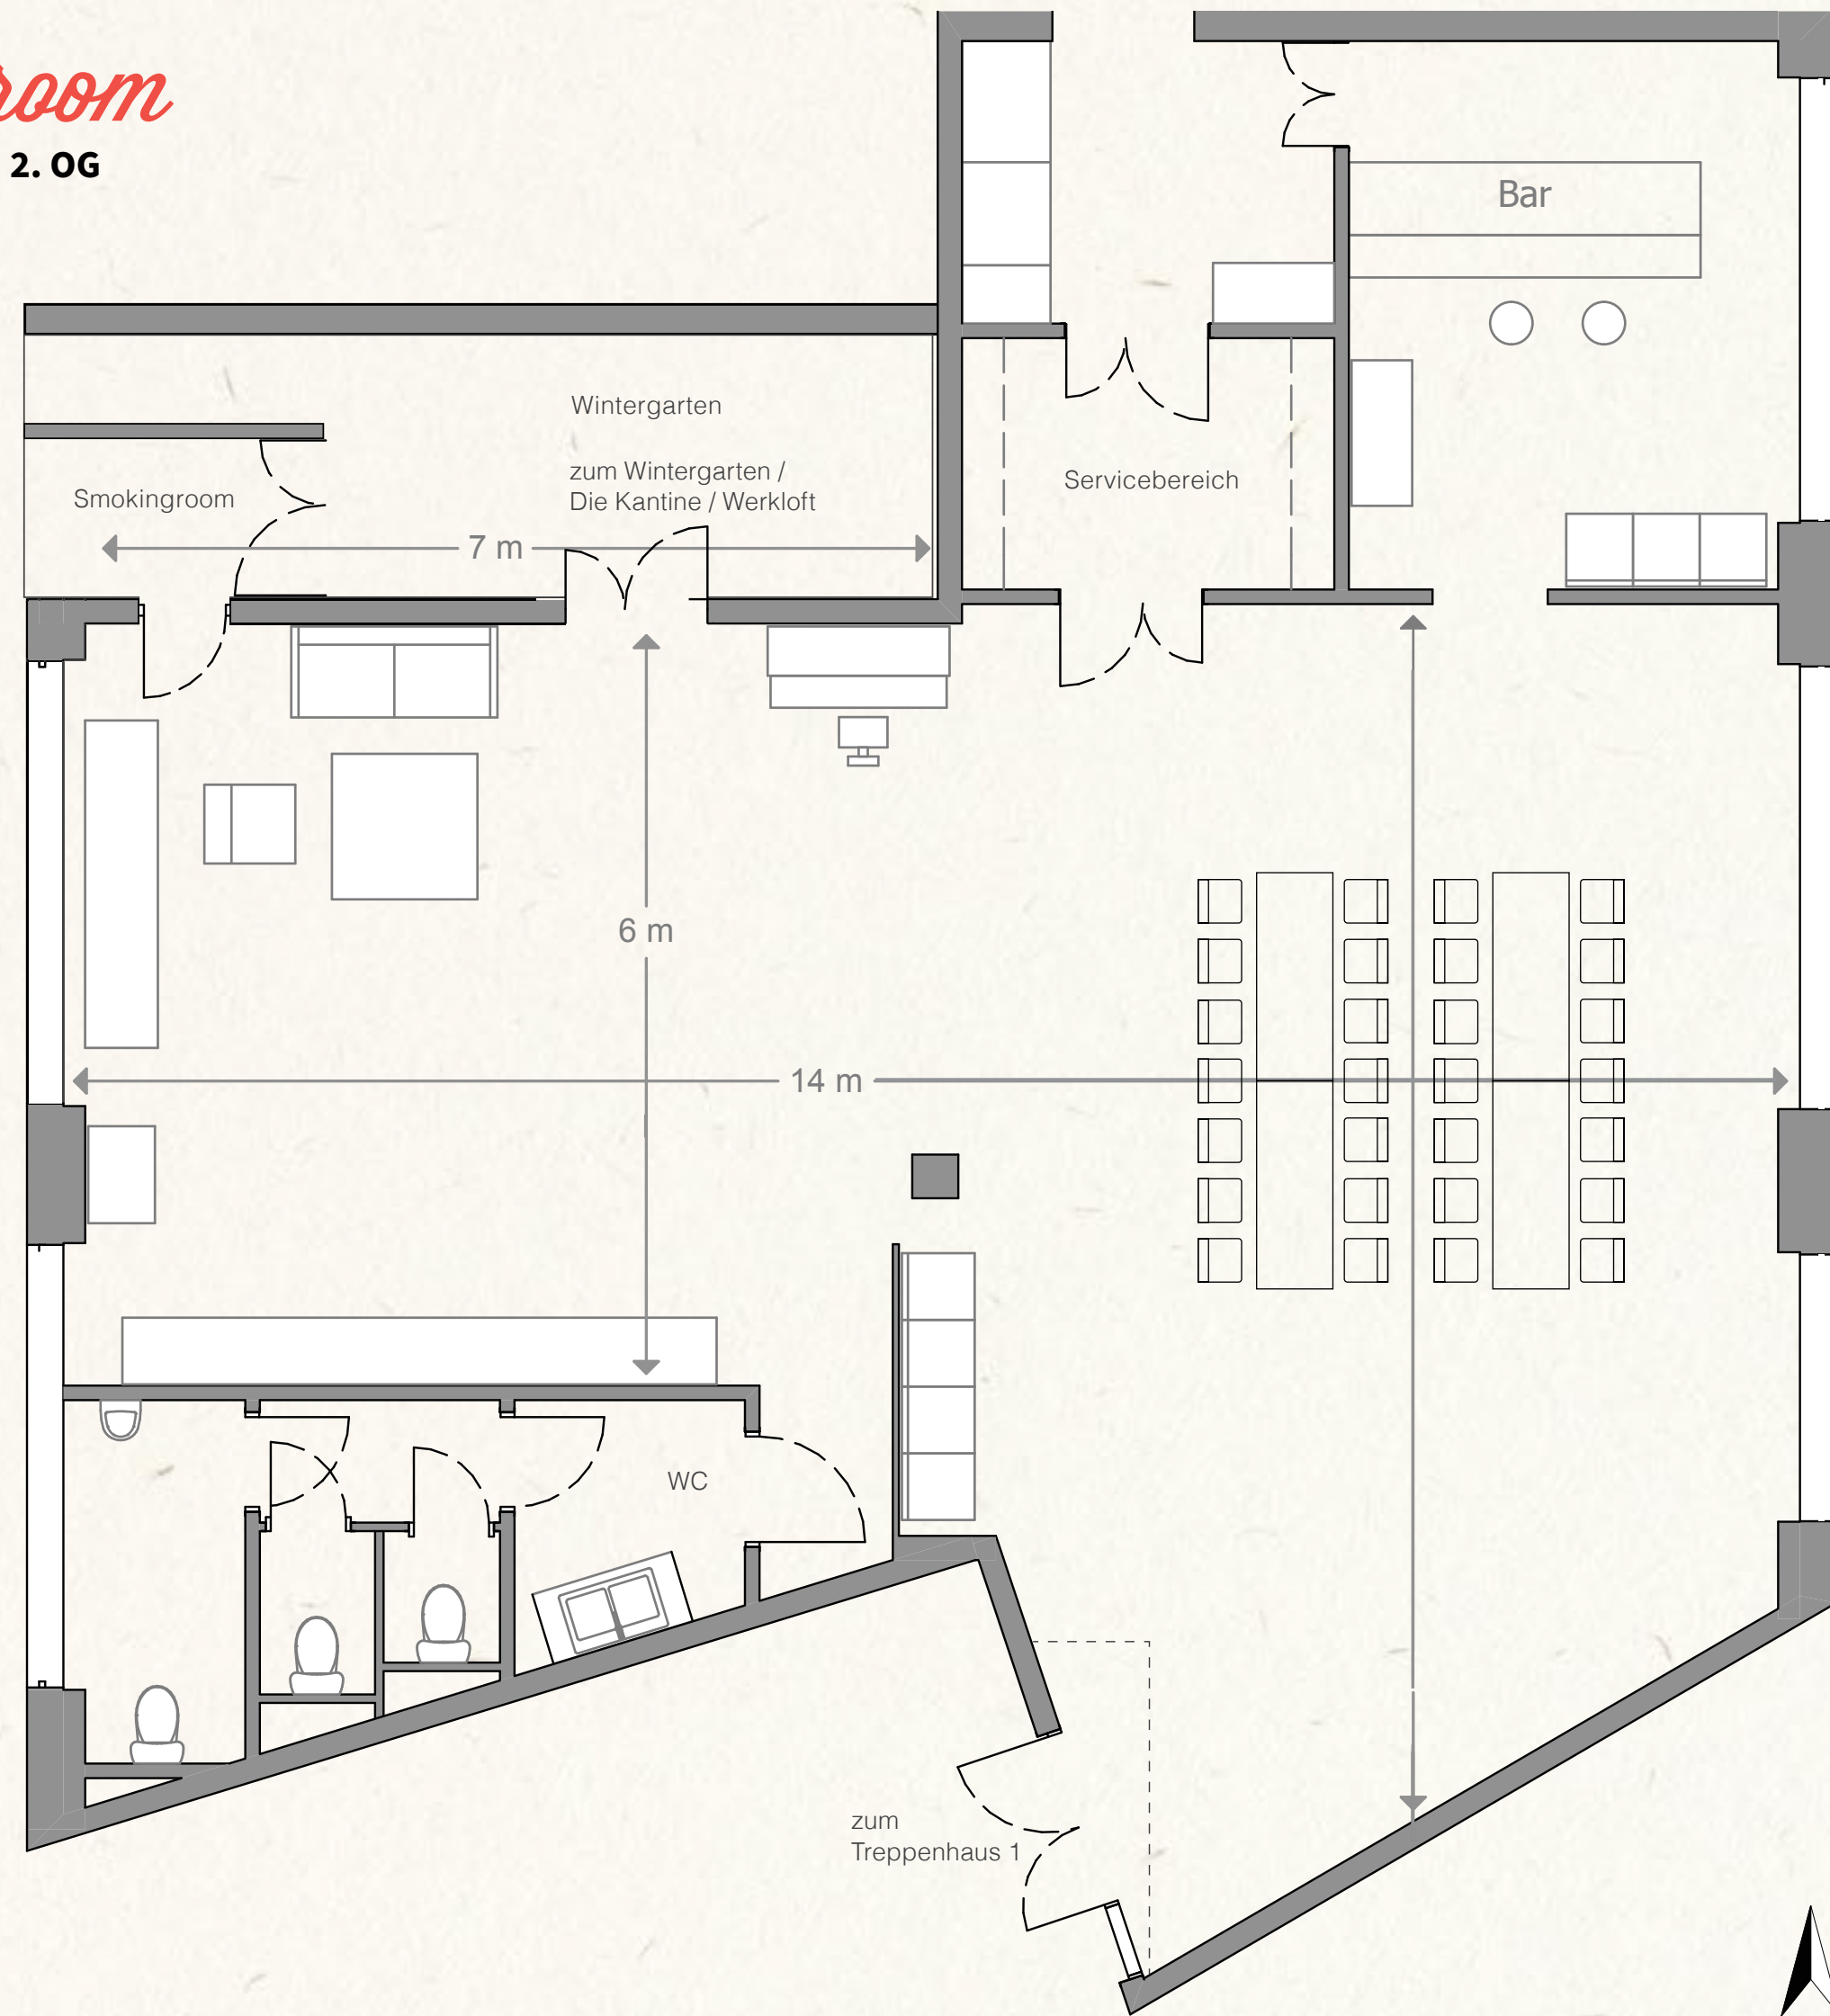 room
2. OG
Bar
Wintergarten
zum Wintergarten /
Die Kantine / Werkloft
Servicebereich
Smokingroom
7 m
6 m
14 m
WC
zum
Treppenhaus 1